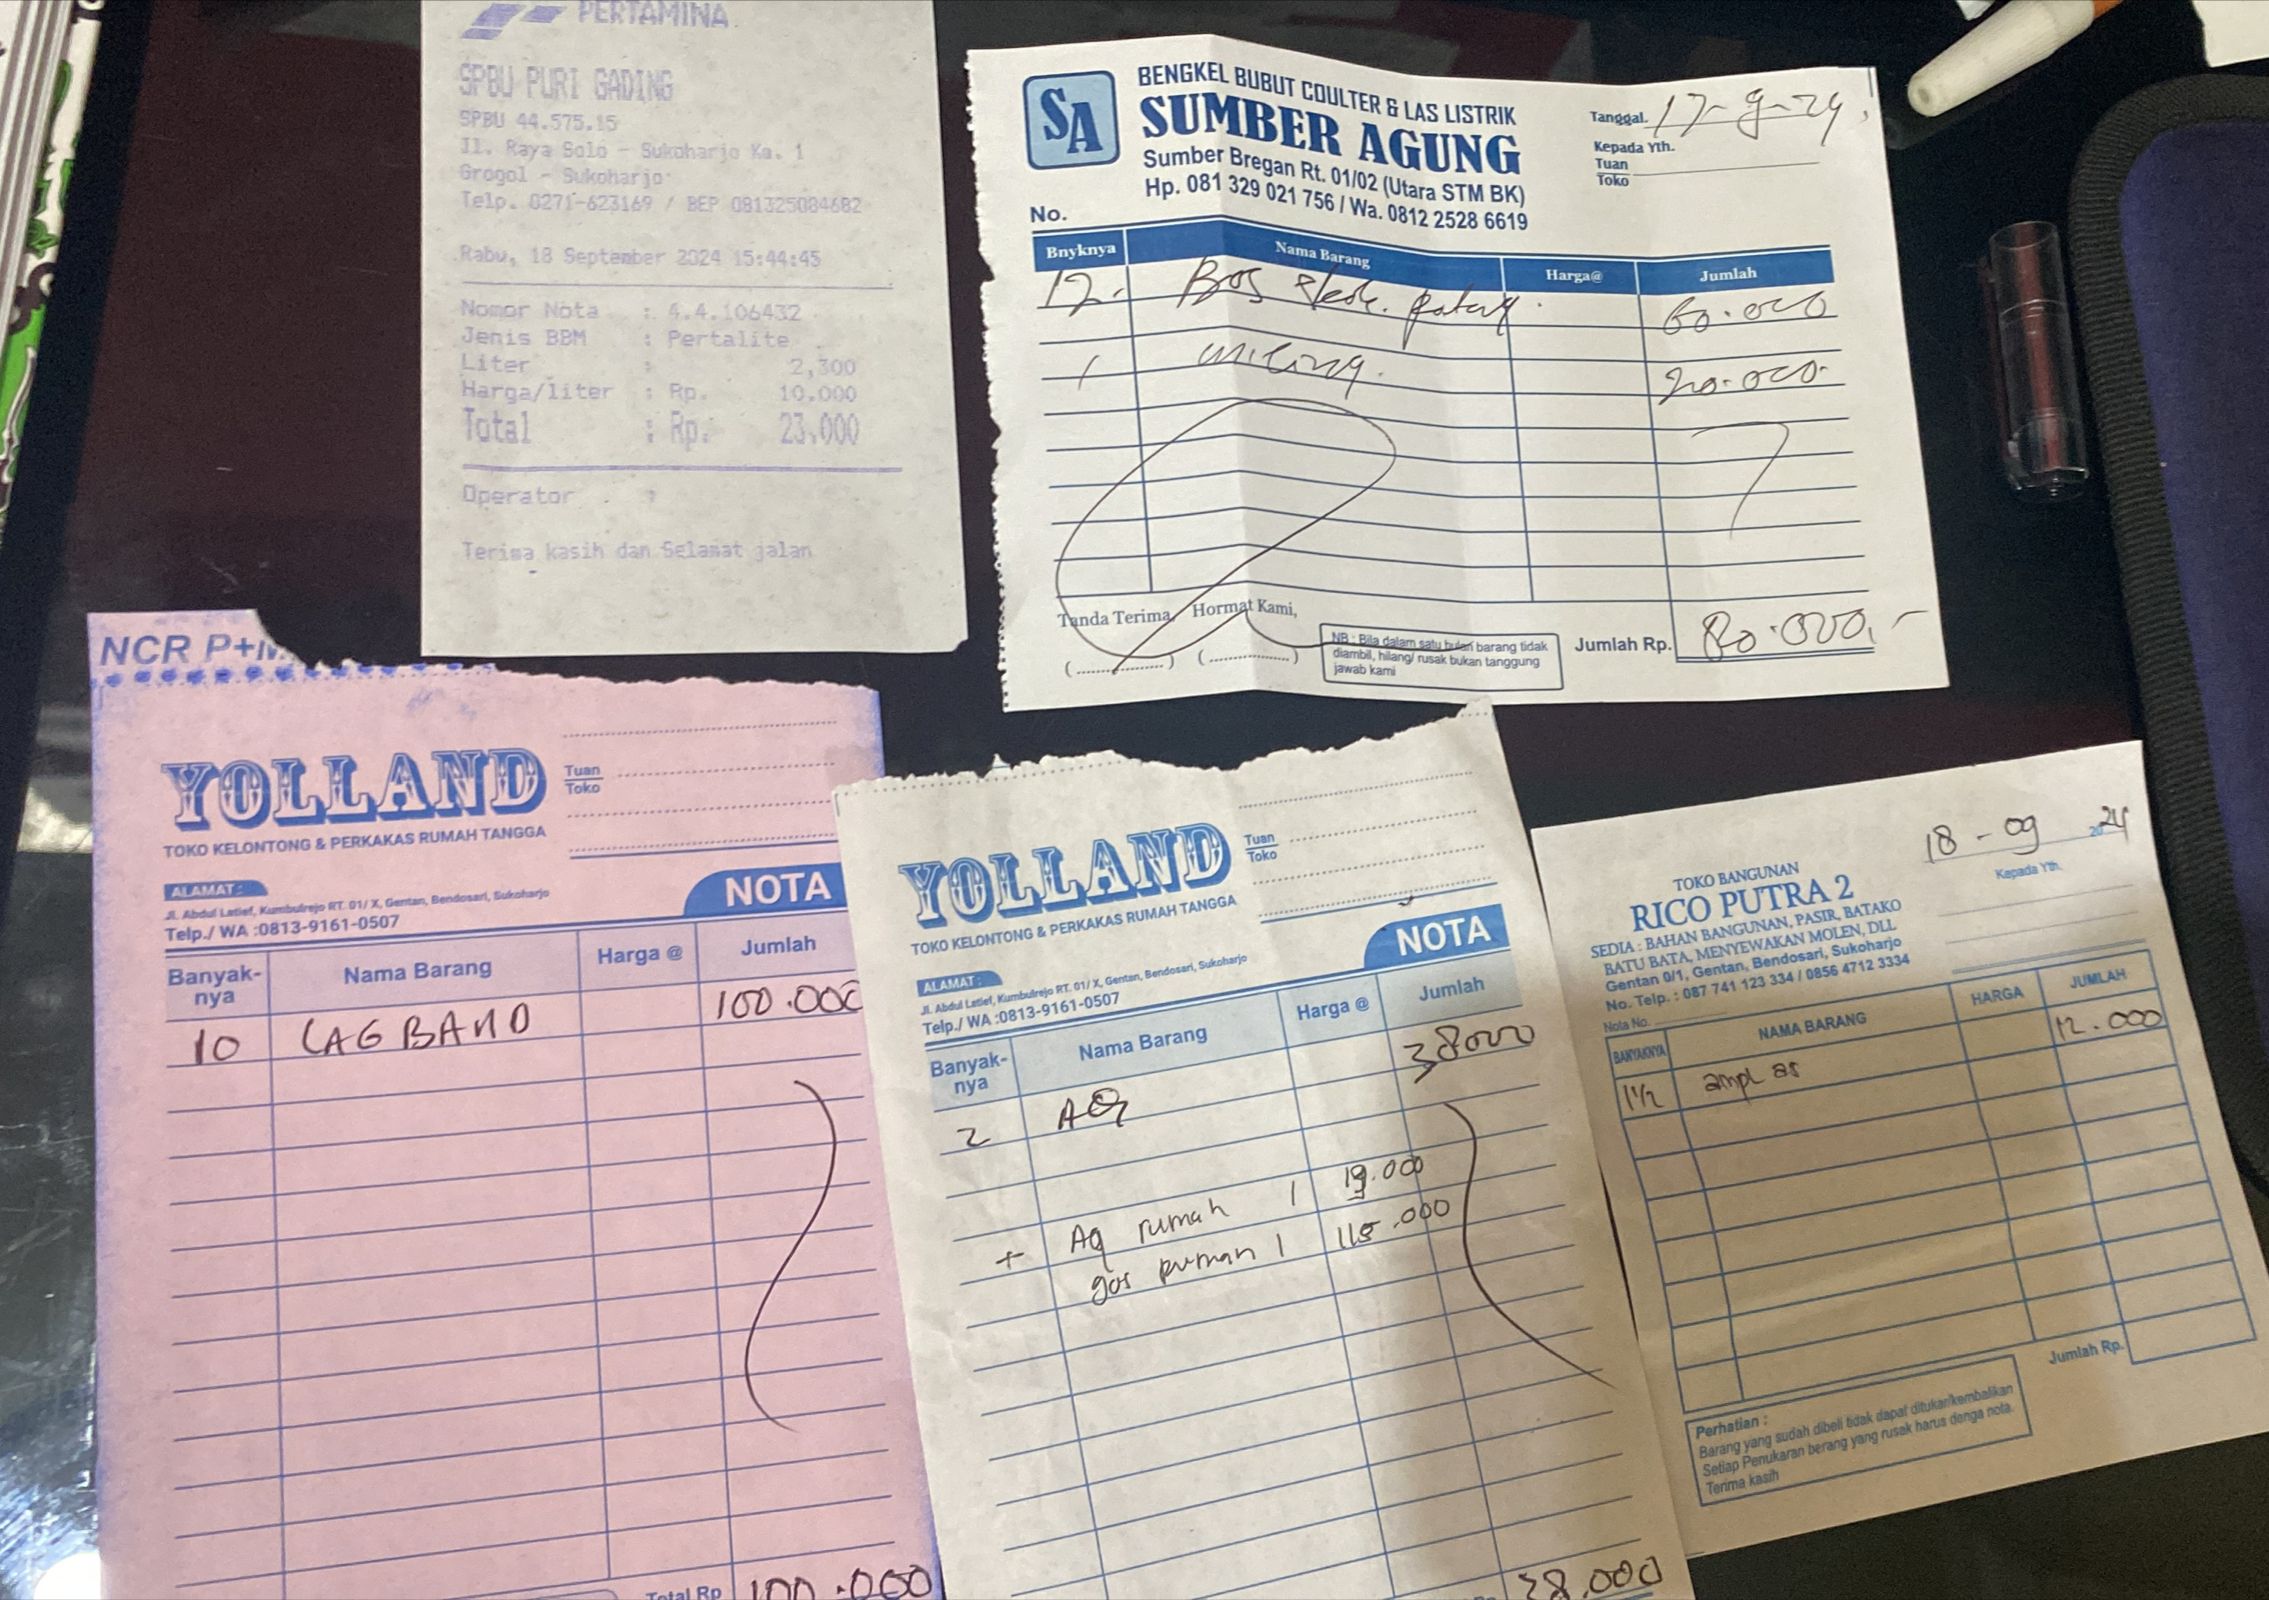 PERTAMINA
SPBU PURI GADING
SPBU 44.575.15
Jl. Raya Solo - Sukoharjo Km. 1
Grogol - Sukoharjo
Telp. 0271-623169 / BEP 081325084682
Rabu, 18 September 2024 15:44:45
Nomor Nota : 4.4.106432
Jenis BBM : Pertalite
Liter : 2,300
Harga/liter : Rp. 10.000
Total : Rp. 23.000
Operator :
Terima kasih dan Selamat jalan
SA
BENGKEL BUBUT COULTER & LAS LISTRIK
SUMBER AGUNG
Sumber Bregan Rt. 01/02 (Utara STM BK)
Hp. 081 329 021 756 / Wa. 0812 2528 6619
Tanggal. 17-9-24
Kepada Yth.
Tuan
Toko
No.
Bnyknya Nama Barang Harga@ Jumlah
12. Bos 60.000
1 20.000
Tanda Terima, Hormat Kami,
(....................) (....................)
NB : Bila dalam satu bulan barang tidak
diambil, hilang/ rusak bukan tanggung
jawab kami
Jumlah Rp. 80.000,-
NCR
YOLLAND
TOKO KELONTONG & PERKAKAS RUMAH TANGGA
Tuan
Toko
ALAMAT :
Jl. Abdul Latief, Kumbulrejo RT. 01/ X, Gentan, Bendosari, Sukoharjo
Telp./ WA :0813-9161-0507
NOTA
Banyak-nya Nama Barang Harga @ Jumlah
10 LAG BAND 100.000
Total Rp 100.000
YOLLAND
TOKO KELONTONG & PERKAKAS RUMAH TANGGA
Tuan
Toko
ALAMAT :
Jl. Abdul Latief, Kumbulrejo RT. 01/ X, Gentan, Bendosari, Sukoharjo
Telp./ WA :0813-9161-0507
NOTA
Banyak-nya Nama Barang Harga @ Jumlah
2 AQ 38000
+ Aq rumah 1 19.000
gas rumah 1 115.000
38.000
18 - 09 2024
Kepada Yth.
TOKO BANGUNAN
RICO PUTRA 2
SEDIA : BAHAN BANGUNAN, PASIR, BATAKO
BATU BATA, MENYEWAKAN MOLEN, DLL
Gentan 0/1, Gentan, Bendosari, Sukoharjo
No. Telp. : 087 741 123 334 / 0856 4712 3334
Nota No.
BANYAKNYA NAMA BARANG HARGA JUMLAH
1 1/2 ampl as 12.000
Jumlah Rp.
Perhatian :
Barang yang sudah dibeli tidak dapat ditukar/kembalikan
Setiap Penukaran berang yang rusak harus denga nota.
Terima kasih